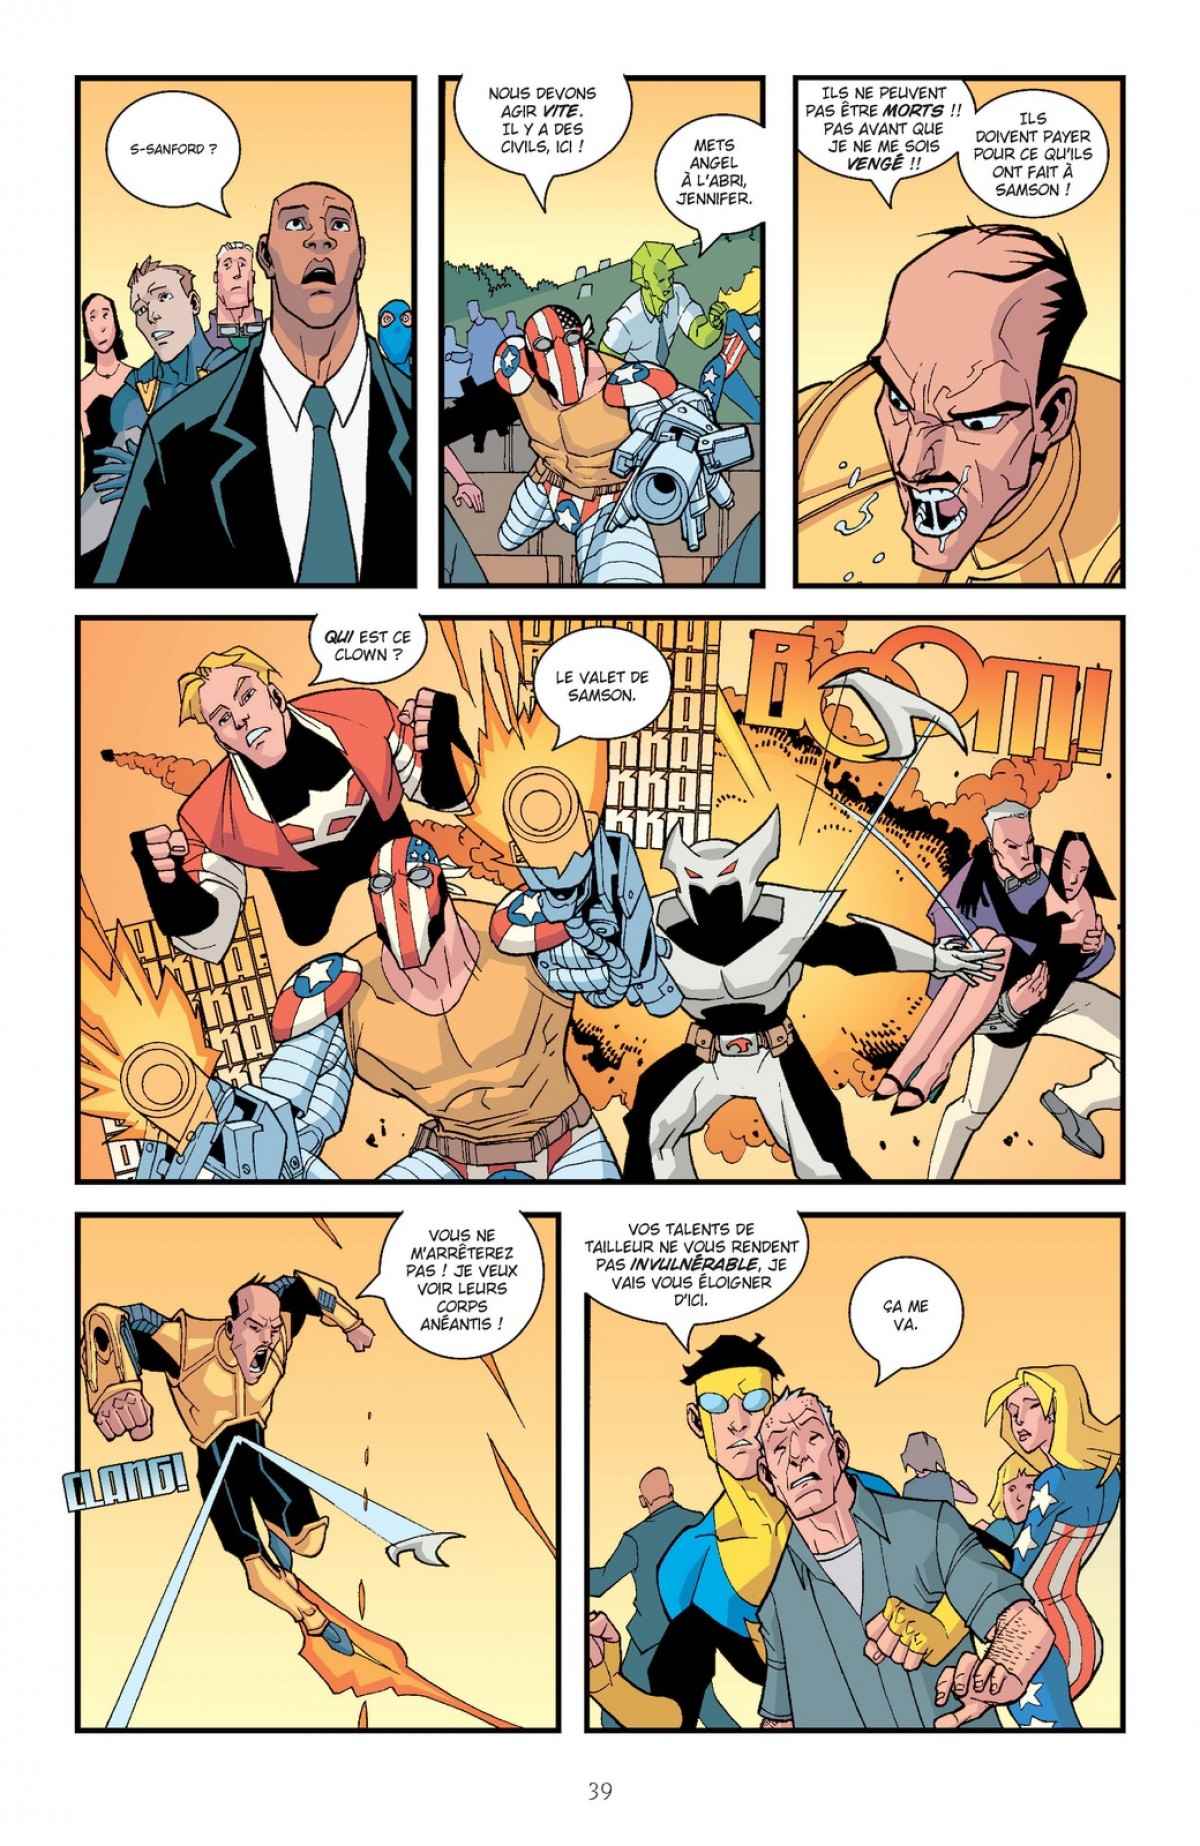 S-SANFORD ?
NOUS DEVONS
AGIR VITE.
IL Y A DES
CIVILS, ICI !
METS
ANGEL
À L'ABRI,
JENNIFER.
ILS NE PEUVENT
PAS ÊTRE MORTS !!
PAS AVANT QUE
JE NE ME SOIS
VENGÉ !!
ILS
DOIVENT PAYER
POUR CE QU'ILS
ONT FAIT À
SAMSON !
QUI EST CE
CLOWN ?
LE VALET DE
SAMSON.
BOOM!
VOUS NE
M'ARRÊTEREZ
PAS ! JE VEUX
VOIR LEURS
CORPS
ANÉANTIS !
CLANG!
VOS TALENTS DE
TAILLEUR NE VOUS RENDENT
PAS INVULNÉRABLE, JE
VAIS VOUS ÉLOIGNER
D'ICI.
ÇA ME
VA.
39